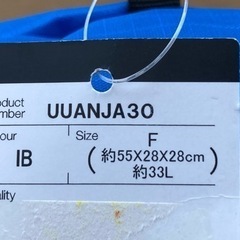 oduct
umber
UUANJA30
our
IB
Size
F
(約55X28X28cm
約33L)
ality